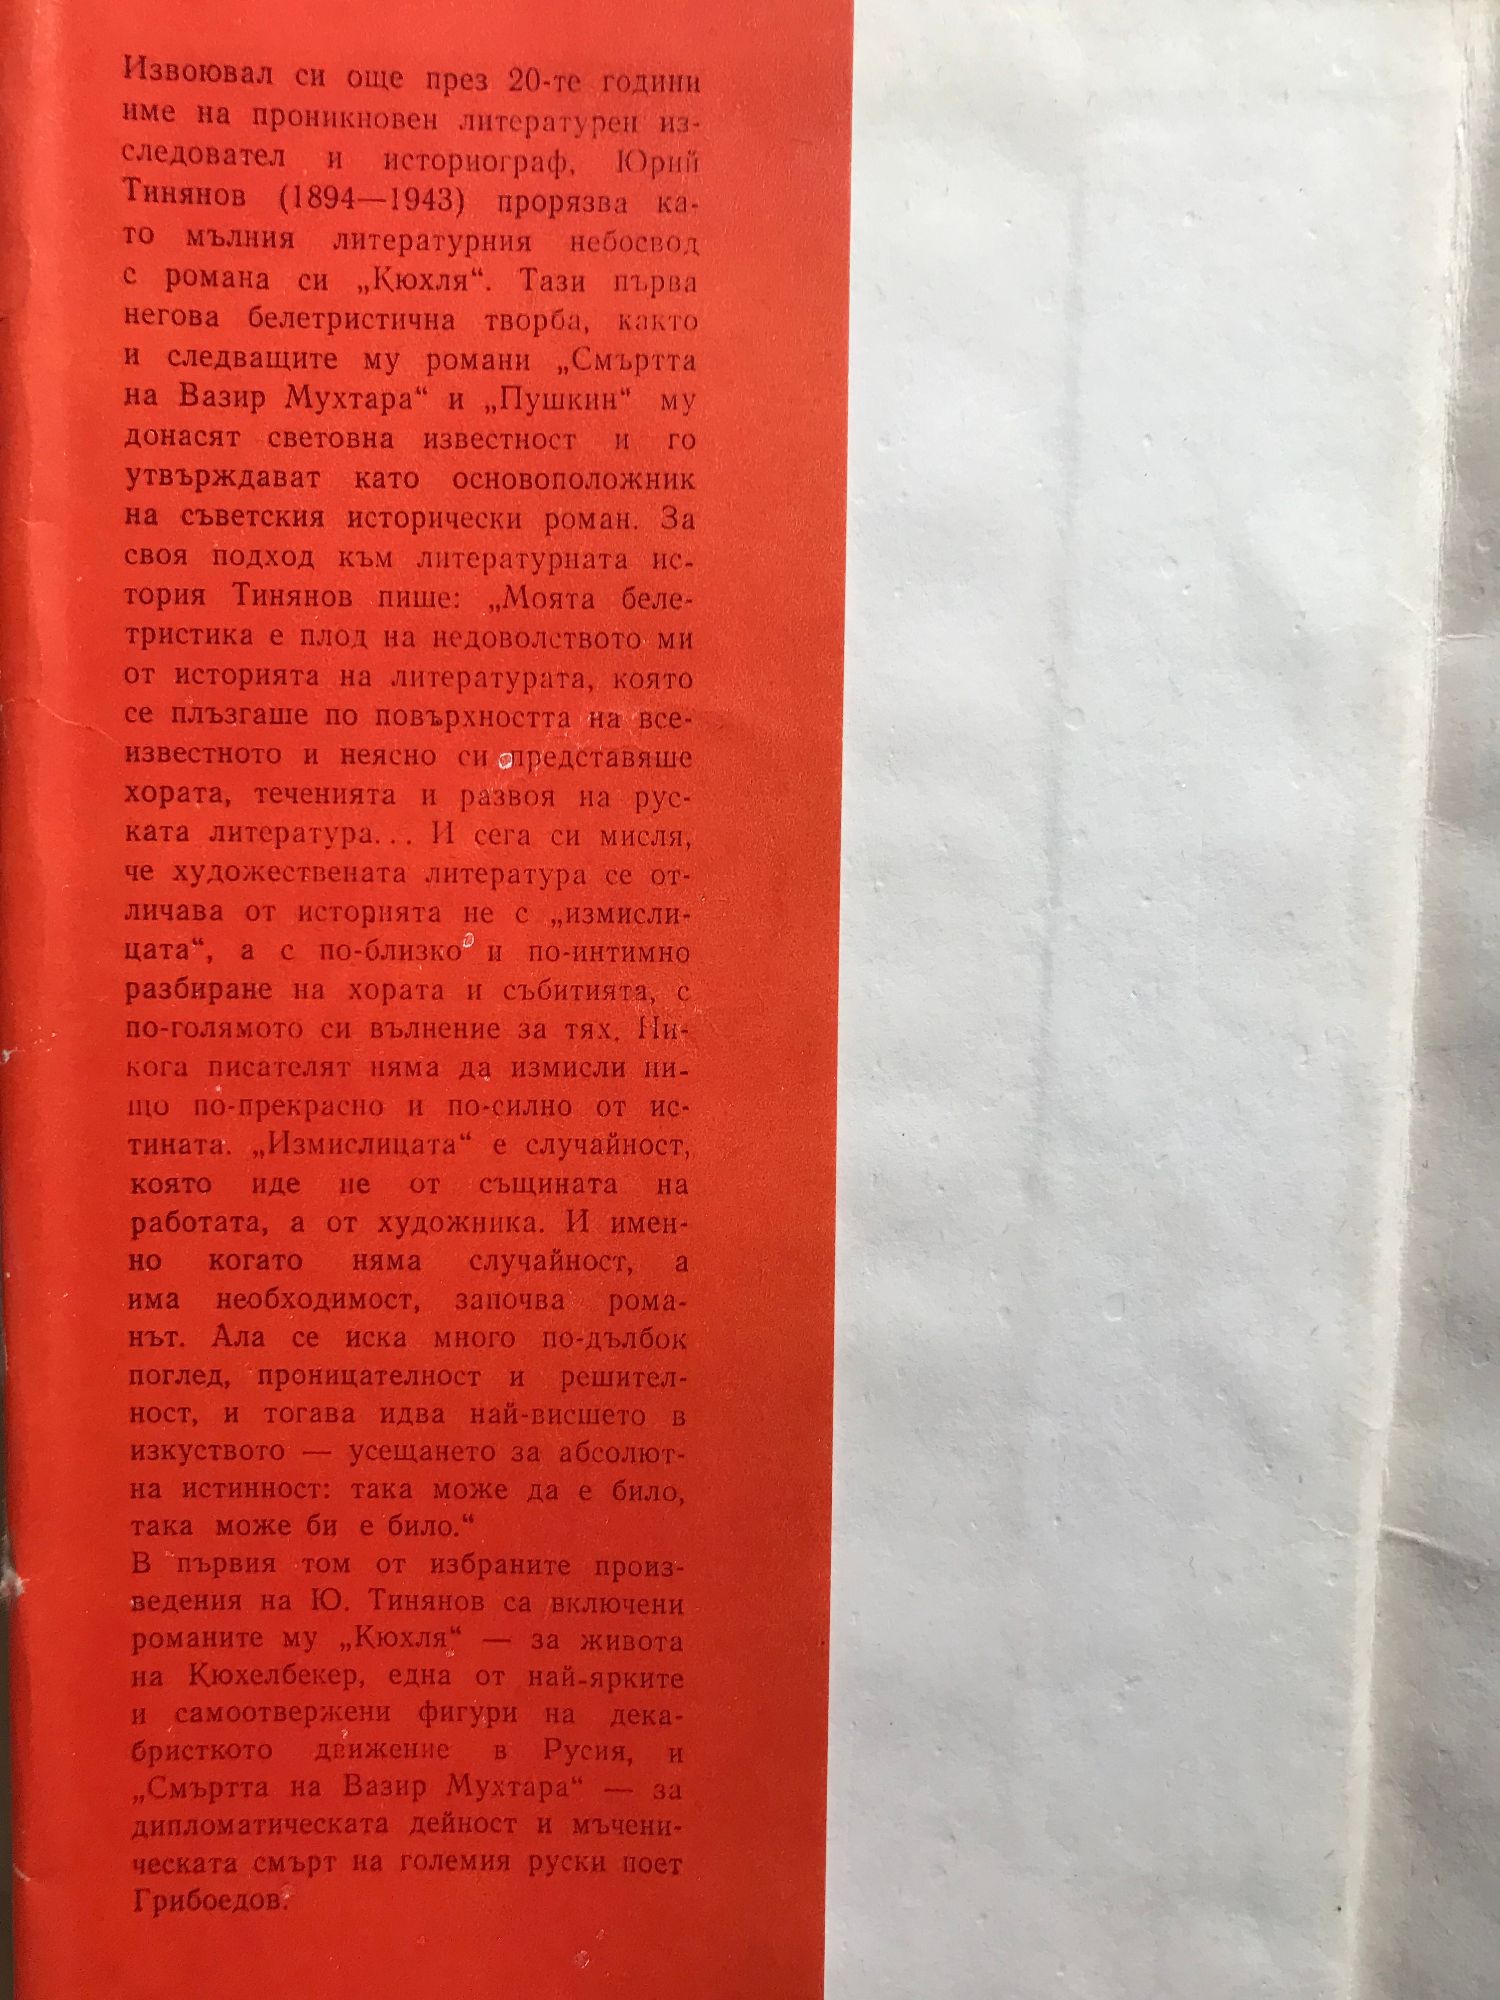 Извоювал си още през 20-те години
име на проникновен литературен из-
следовател и историограф, Юрий
Тинянов (1894—1943) прорязва ка-
то мълния литературния небосвод
с романа си „Кюхля“. Тази първа
негова белетристична творба, както
и следващите му романи „Смъртта
на Вазир Мухтара“ и „Пушкин“ му
донасят световна известност и го
утвърждават като основоположник
на съветския исторически роман. За
своя подход към литературната ис-
тория Тинянов пише: „Моята беле-
тристика е плод на недоволството ми
от историята на литературата, която
се плъзгаше по повърхността на все-
известното и неясно си представяше
хората, теченията и развоя на рус-
ката литература... И сега си мисля,
че художествената литература се от-
личава от историята не с „измисли-
цата“, а с по-близко и по-интимно
разбиране на хората и събитията, с
по-голямото си вълнение за тях. Ни-
кога писателят няма да измисли ни-
що по-прекрасно и по-силно от ис-
тината. „Измислицата“ е случайност,
която иде не от същината на
работата, а от художника. И имен-
но когато няма случайност, а
има необходимост, започва рома-
нът. Ала се иска много по-дълбок
поглед, проницателност и решител-
ност, и тогава идва най-висшето в
изкуството — усещането за абсолют-
на истинност: така може да е било,
така може би е било.“
В първия том от избраните произ-
ведения на Ю. Тинянов са включени
романите му „Кюхля“ — за живота
на Кюхелбекер, една от най-ярките
и самоотвержени фигури на дека-
бристкото движение в Русия, и
„Смъртта на Вазир Мухтара“ — за
дипломатическата дейност и мъчени-
ческата смърт на големия руски поет
Грибоедов.